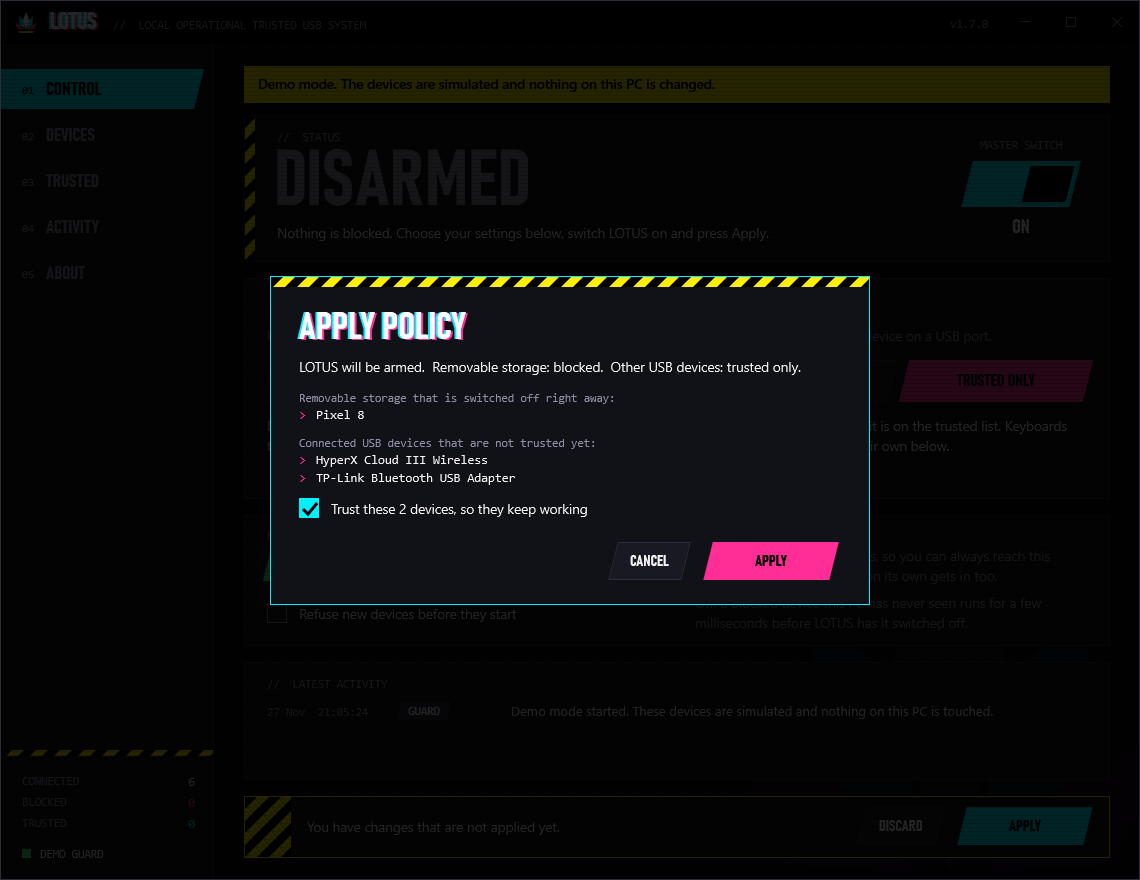 LOTUS // LOCAL OPERATIONAL TRUSTED USB SYSTEM v1.7.8
01 CONTROL
02 DEVICES
03 TRUSTED
04 ACTIVITY
05 ABOUT
Demo mode. The devices are simulated and nothing on this PC is changed.
// STATUS
DISARMED
Nothing is blocked. Choose your settings below, switch LOTUS on and press Apply.
MASTER SWITCH
ON
APPLY POLICY
LOTUS will be armed. Removable storage: blocked. Other USB devices: trusted only.
Removable storage that is switched off right away:
> Pixel 8
Connected USB devices that are not trusted yet:
> HyperX Cloud III Wireless
> TP-Link Bluetooth USB Adapter
Trust these 2 devices, so they keep working
CANCEL
APPLY
device on a USB port.
TRUSTED ONLY
it is on the trusted list. Keyboards
own below.
so you can always reach this
on its own gets in too.
Refuse new devices before they start
has never seen runs for a few
milliseconds before LOTUS has it switched off.
// LATEST ACTIVITY
27 Nov 21:05:24 GUARD Demo mode started. These devices are simulated and nothing on this PC is touched.
CONNECTED 6
BLOCKED 0
TRUSTED 0
DEMO GUARD
You have changes that are not applied yet.
DISCARD
APPLY